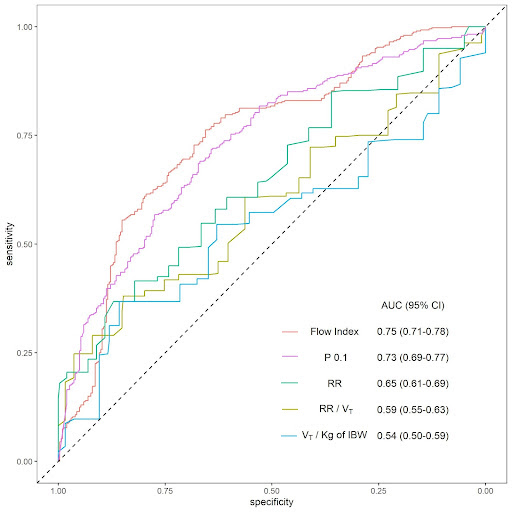 1.00
0.75
0.50
0.25
0.00
sensitivity
AUC (95% CI)
Flow Index 0.75 (0.71-0.78)
P 0.1 0.73 (0.69-0.77)
RR 0.65 (0.61-0.69)
RR / VT 0.59 (0.55-0.63)
VT / Kg of IBW 0.54 (0.50-0.59)
1.00 0.75 0.50 0.25 0.00
specificity